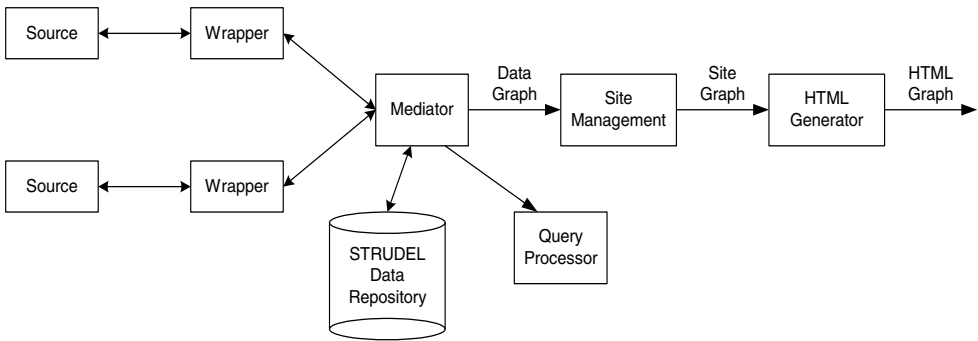 Source
Wrapper
Mediator
Data
Graph
Site
Management
Site
Graph
HTML
Generator
HTML
Graph
Source
Wrapper
STRUDEL
Data
Repository
Query
Processor